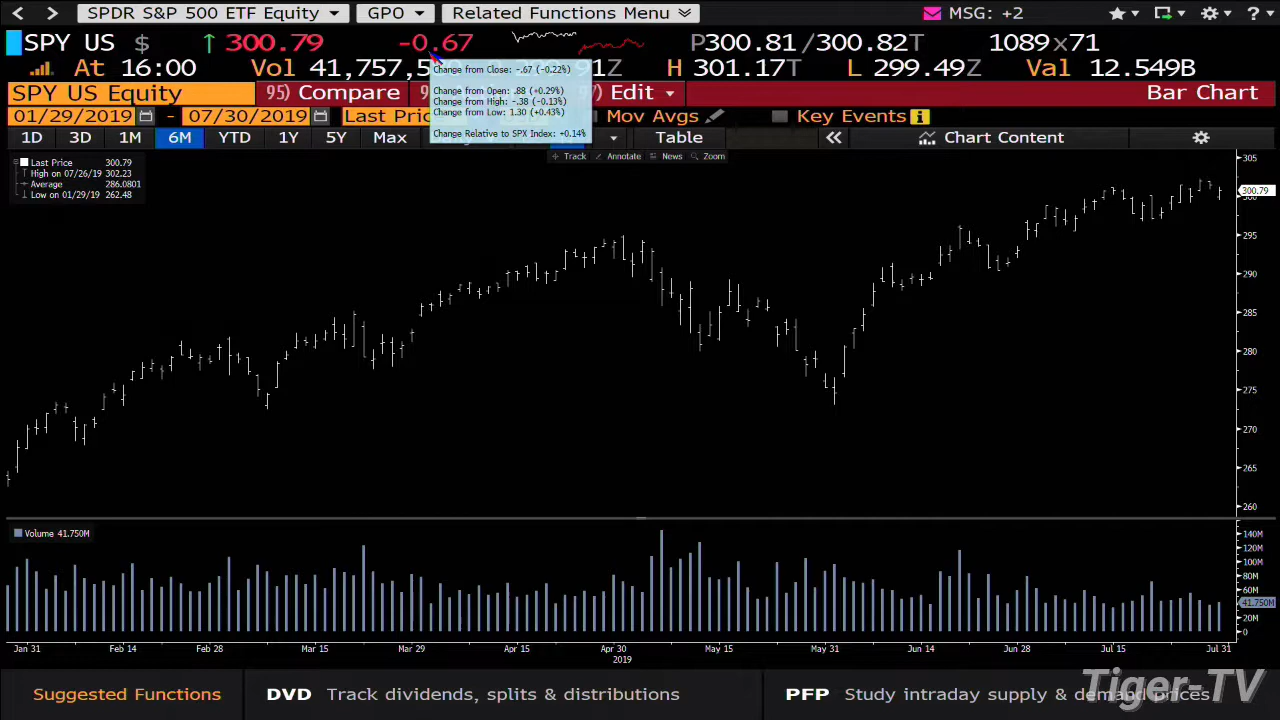 SPDR S&P 500 ETF Equity GPO Related Functions Menu MSG: +2 ?
SPY US $ ↑ 300.79 -0.67 P300.81 / 300.82T 1089 x 71
At 16:00 Vol 41,757,5 91Z H 301.17T L 299.49Z Val 12.549B
SPY US Equity 95) Compare Edit Bar Chart
01/29/2019 - 07/30/2019 Last Mov Avgs Key Events i
Change from Close: -.67 (-0.22%)
Change from Open: .88 (+0.29%)
Change from High: -.38 (-0.13%)
Change from Low: 1.30 (+0.43%)
Change Relative to SPX Index: +0.14%
1D 3D 1M 6M YTD 1Y 5Y Max Table « Chart Content
Track Annotate News Zoom
Last Price 300.79
High on 07/26/19 302.23
Average 286.0801
Low on 01/29/19 262.48
305
300.79
300
295
290
285
280
275
270
265
260
Volume 41.750M
140M
120M
100M
80M
60M
41.750M
20M
0
Jan 31 Feb 14 Feb 28 Mar 15 Mar 29 Apr 15 Apr 30 May 15 May 31 Jun 14 Jun 28 Jul 15 Jul 31
2019
Suggested Functions DVD Track dividends, splits & distributions PFP Study intraday supply & demand prices
Tiger-TV